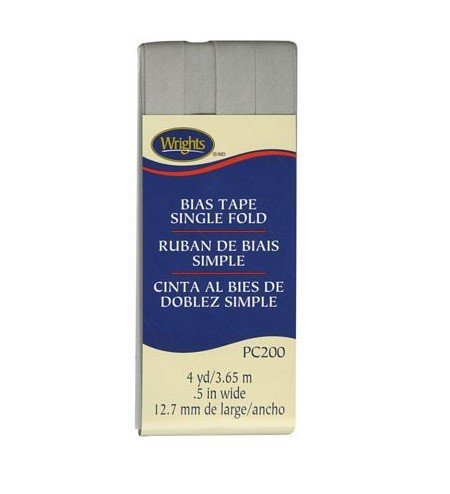 Wrights
BIAS TAPE
SINGLE FOLD
RUBAN DE BIAIS
SIMPLE
CINTA AL BIES DE
DOBLEZ SIMPLE
PC200
4 yd/3.65 m
.5 in wide
12.7 mm de large/ancho